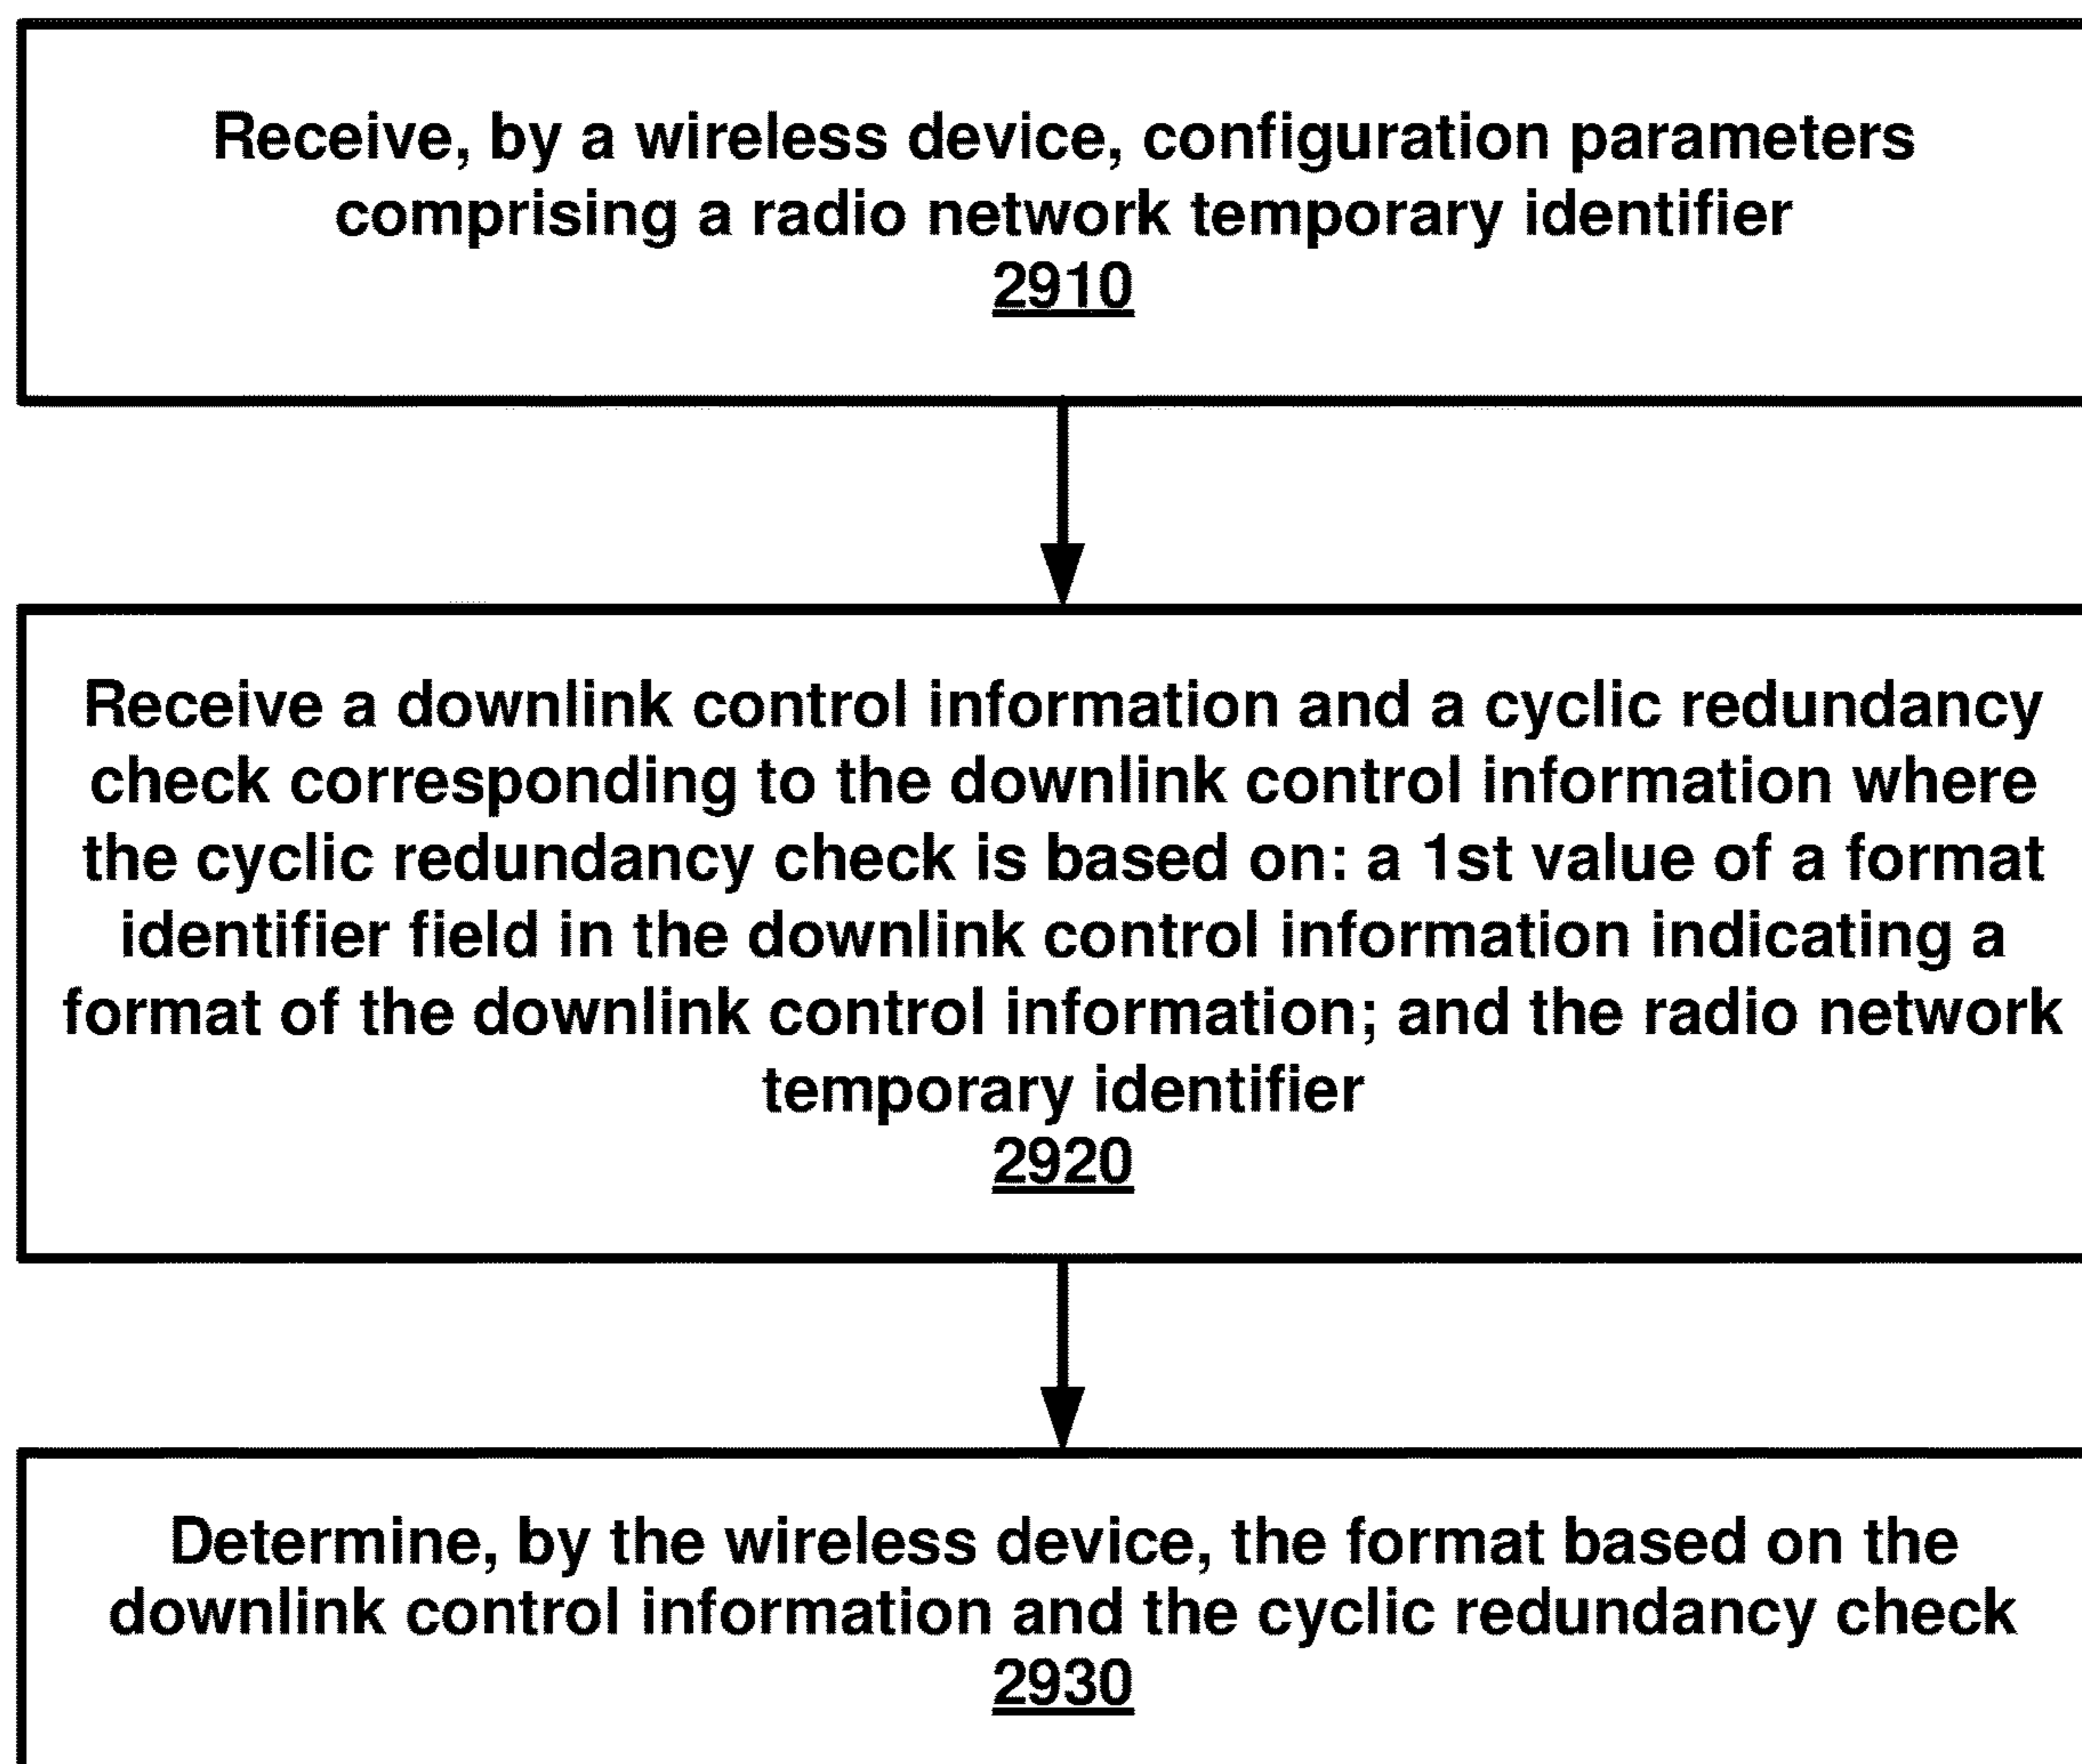 Receive, by a wireless device, configuration parameters
comprising a radio network temporary identifier
2910
Receive a downlink control information and a cyclic redundancy
check corresponding to the downlink control information where
the cyclic redundancy check is based on: a 1st value of a format
identifier field in the downlink control information indicating a
format of the downlink control information; and the radio network
temporary identifier
2920
Determine, by the wireless device, the format based on the
downlink control information and the cyclic redundancy check
2930